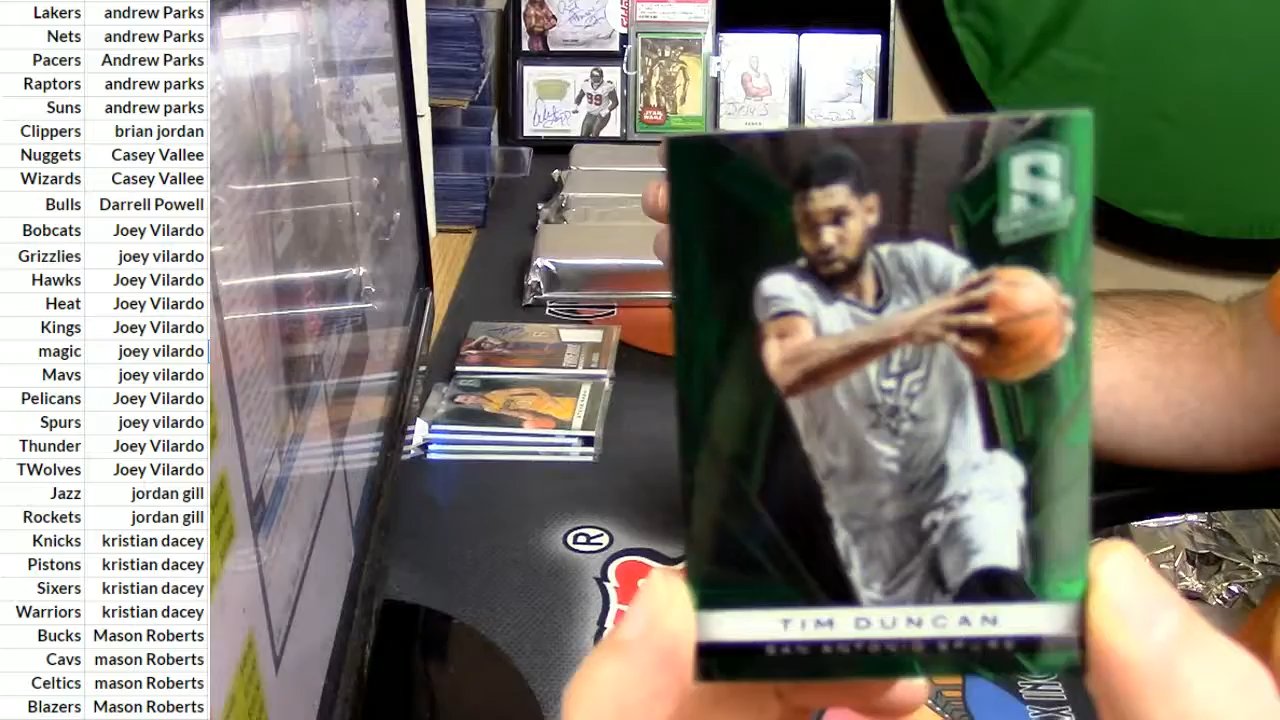 Lakers andrew Parks
Nets andrew Parks
Pacers Andrew Parks
Raptors andrew parks
Suns andrew parks
Clippers brian jordan
Nuggets Casey Vallee
Wizards Casey Vallee
Bulls Darrell Powell
Bobcats Joey Vilardo
Grizzlies joey vilardo
Hawks Joey Vilardo
Heat Joey Vilardo
Kings Joey Vilardo
magic joey vilardo
Mavs joey vilardo
Pelicans Joey Vilardo
Spurs joey vilardo
Thunder Joey Vilardo
TWolves Joey Vilardo
Jazz jordan gill
Rockets jordan gill
Knicks kristian dacey
Pistons kristian dacey
Sixers kristian dacey
Warriors kristian dacey
Bucks Mason Roberts
Cavs mason Roberts
Celtics mason Roberts
Blazers Mason Roberts
STAR WARS
S
®
TIM DUNCAN
SAN ANTONIO SPURS